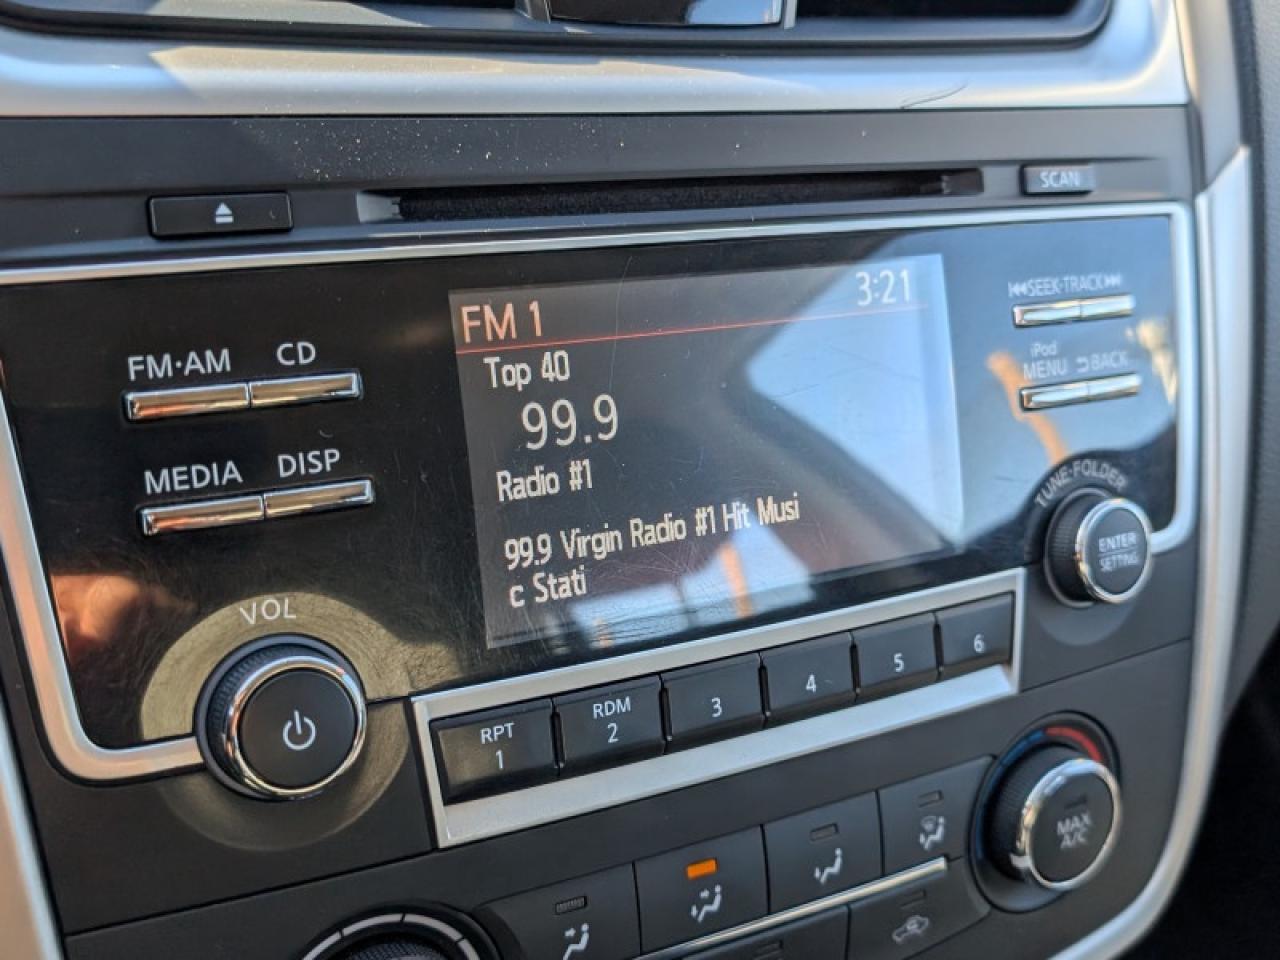 SCAN
FM 1
3:21
⏮SEEK·TRACK⏭
FM·AM
CD
Top 40
99.9
iPod
MENU ⮌BACK
MEDIA
DISP
Radio #1
TUNE·FOLDER
99.9 Virgin Radio #1 Hit Musi
c Stati
ENTER
SETTING
VOL
RPT
1
RDM
2
3
4
5
6
MAX
A/C